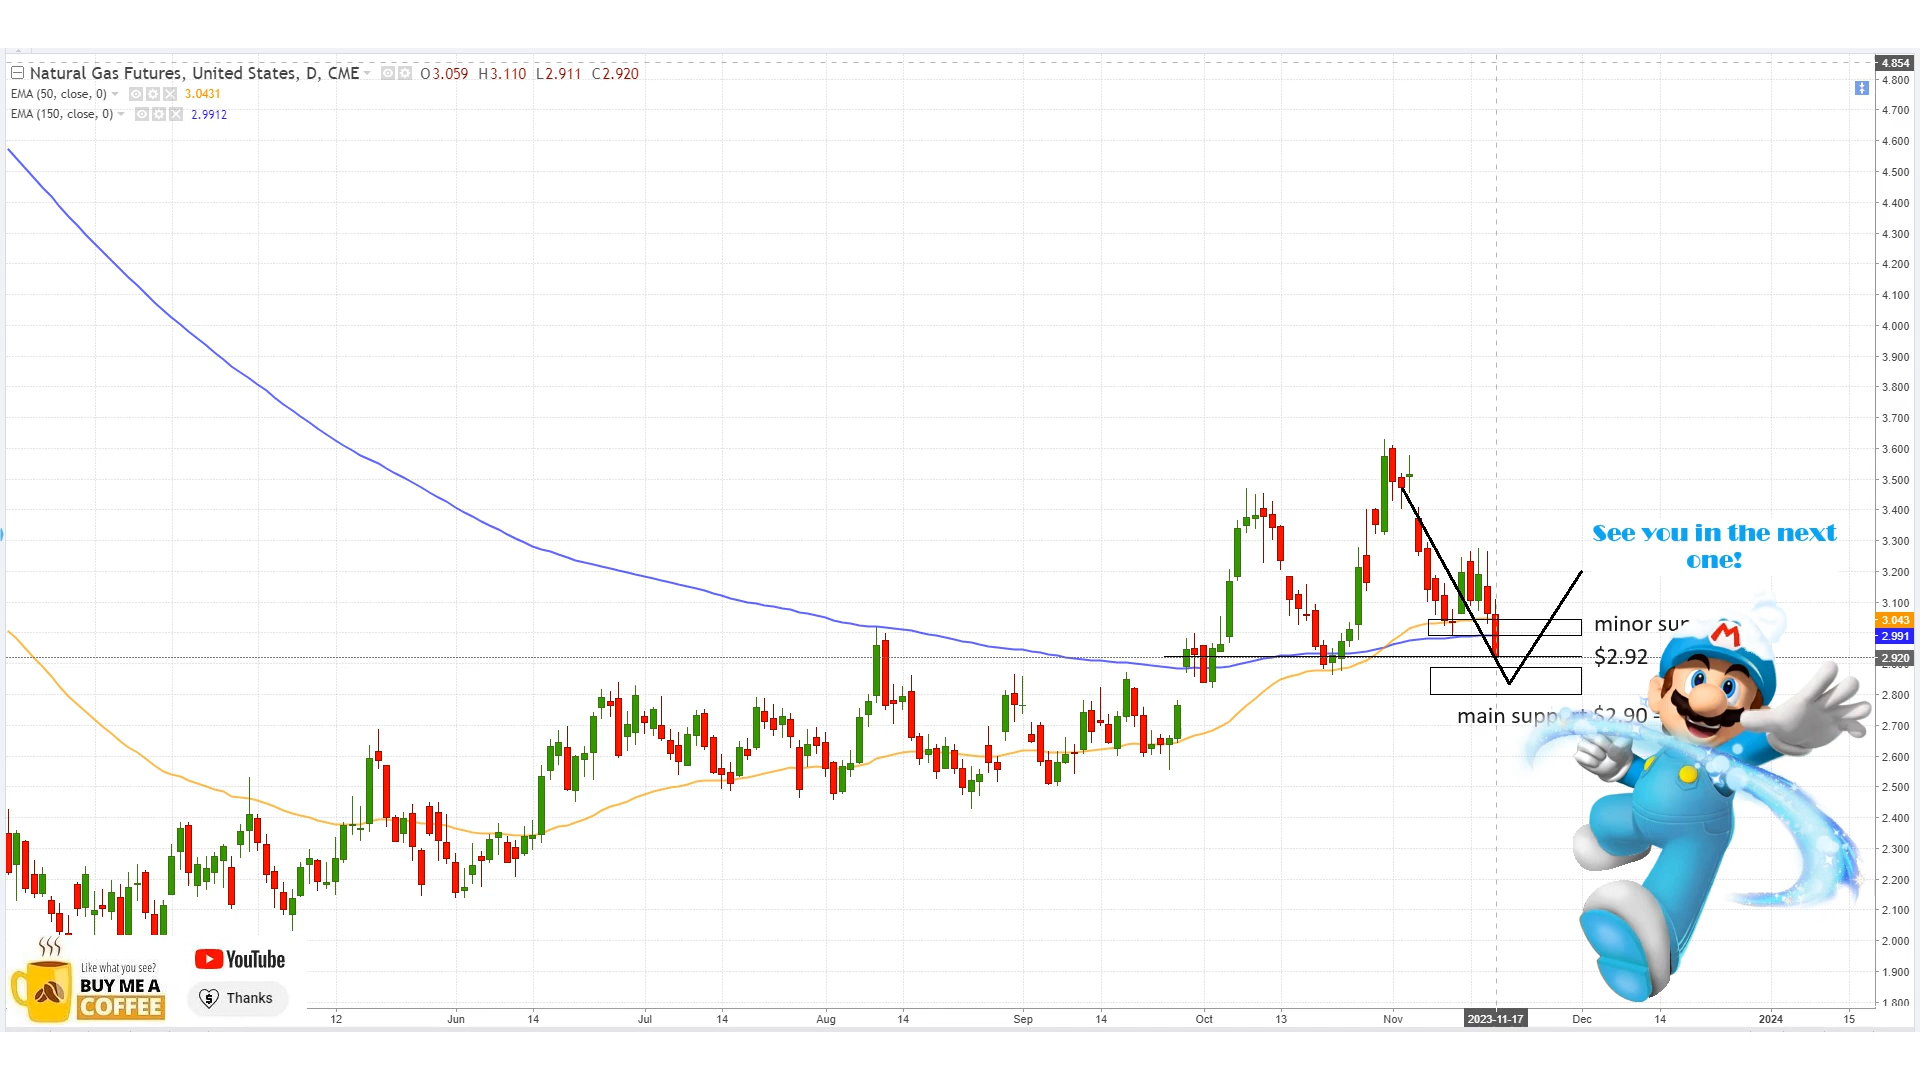 Natural Gas Futures, United States, D, CME O3.059 H3.110 L2.911 C2.920
EMA (50, close, 0) 3.0431
EMA (150, close, 0) 2.9912
4.854
4.800
4.700
4.600
4.500
4.400
4.300
4.200
4.100
4.000
3.900
3.800
3.700
3.600
3.500
3.400
3.300
3.200
3.100
3.043
2.991
2.920
2.800
2.700
2.600
2.500
2.400
2.300
2.200
2.100
2.000
1.900
1.800
See you in the next
one!
minor
$2.92
main $2.90
Like what you see?
BUY ME A
COFFEE
YouTube
Thanks
M
12 Jun 14 Jul 14 Aug 14 Sep 14 Oct 13 Nov 2023-11-17 Dec 14 2024 15